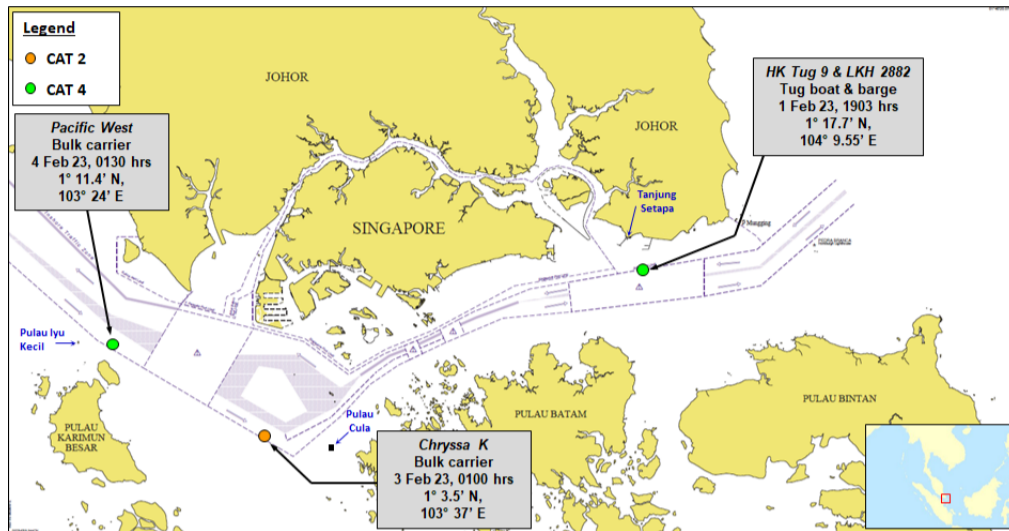 Legend
CAT 2
CAT 4
JOHOR
JOHOR
HK Tug 9 & LKH 2882
Tug boat & barge
1 Feb 23, 1903 hrs
1° 17.7’ N,
104° 9.55’ E
Pacific West
Bulk carrier
4 Feb 23, 0130 hrs
1° 11.4’ N,
103° 24’ E
Tanjung
Setapa
SINGAPORE
Pulau Iyu
Kecil
PULAU
KARIMUN
BESAR
Pulau
Cula
PULAU BATAM
PULAU BINTAN
Chryssa K
Bulk carrier
3 Feb 23, 0100 hrs
1° 3.5’ N,
103° 37’ E